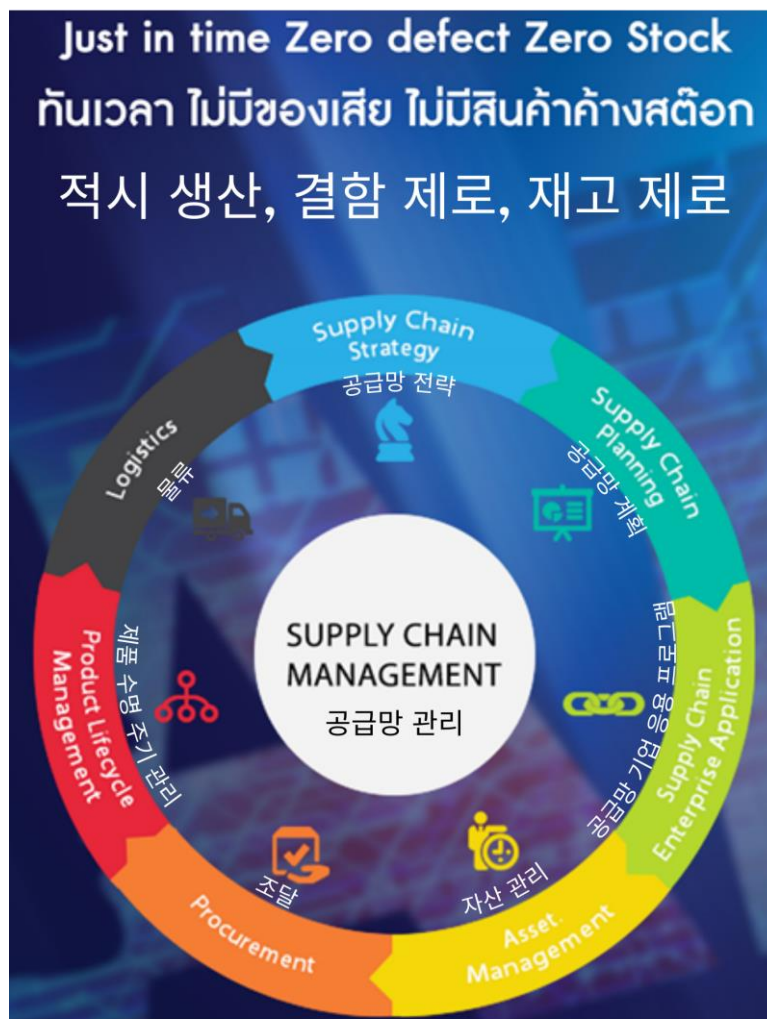 Just in time Zero defect Zero Stock
ทันเวลา ไม่มีของเสีย ไม่มีสินค้าค้างสต๊อก
적시 생산, 결함 제로, 재고 제로
Supply Chain
Strategy
공급망 전략
Supply Chain
Planning
공급망 계획
Supply Chain
Enterprise Application
공급망 기업 응용 프로그램
Asset.
Management
자산 관리
Procurement
조달
Product Lifecycle
Management
제품 수명 주기 관리
Logistics
물류
SUPPLY CHAIN
MANAGEMENT
공급망 관리